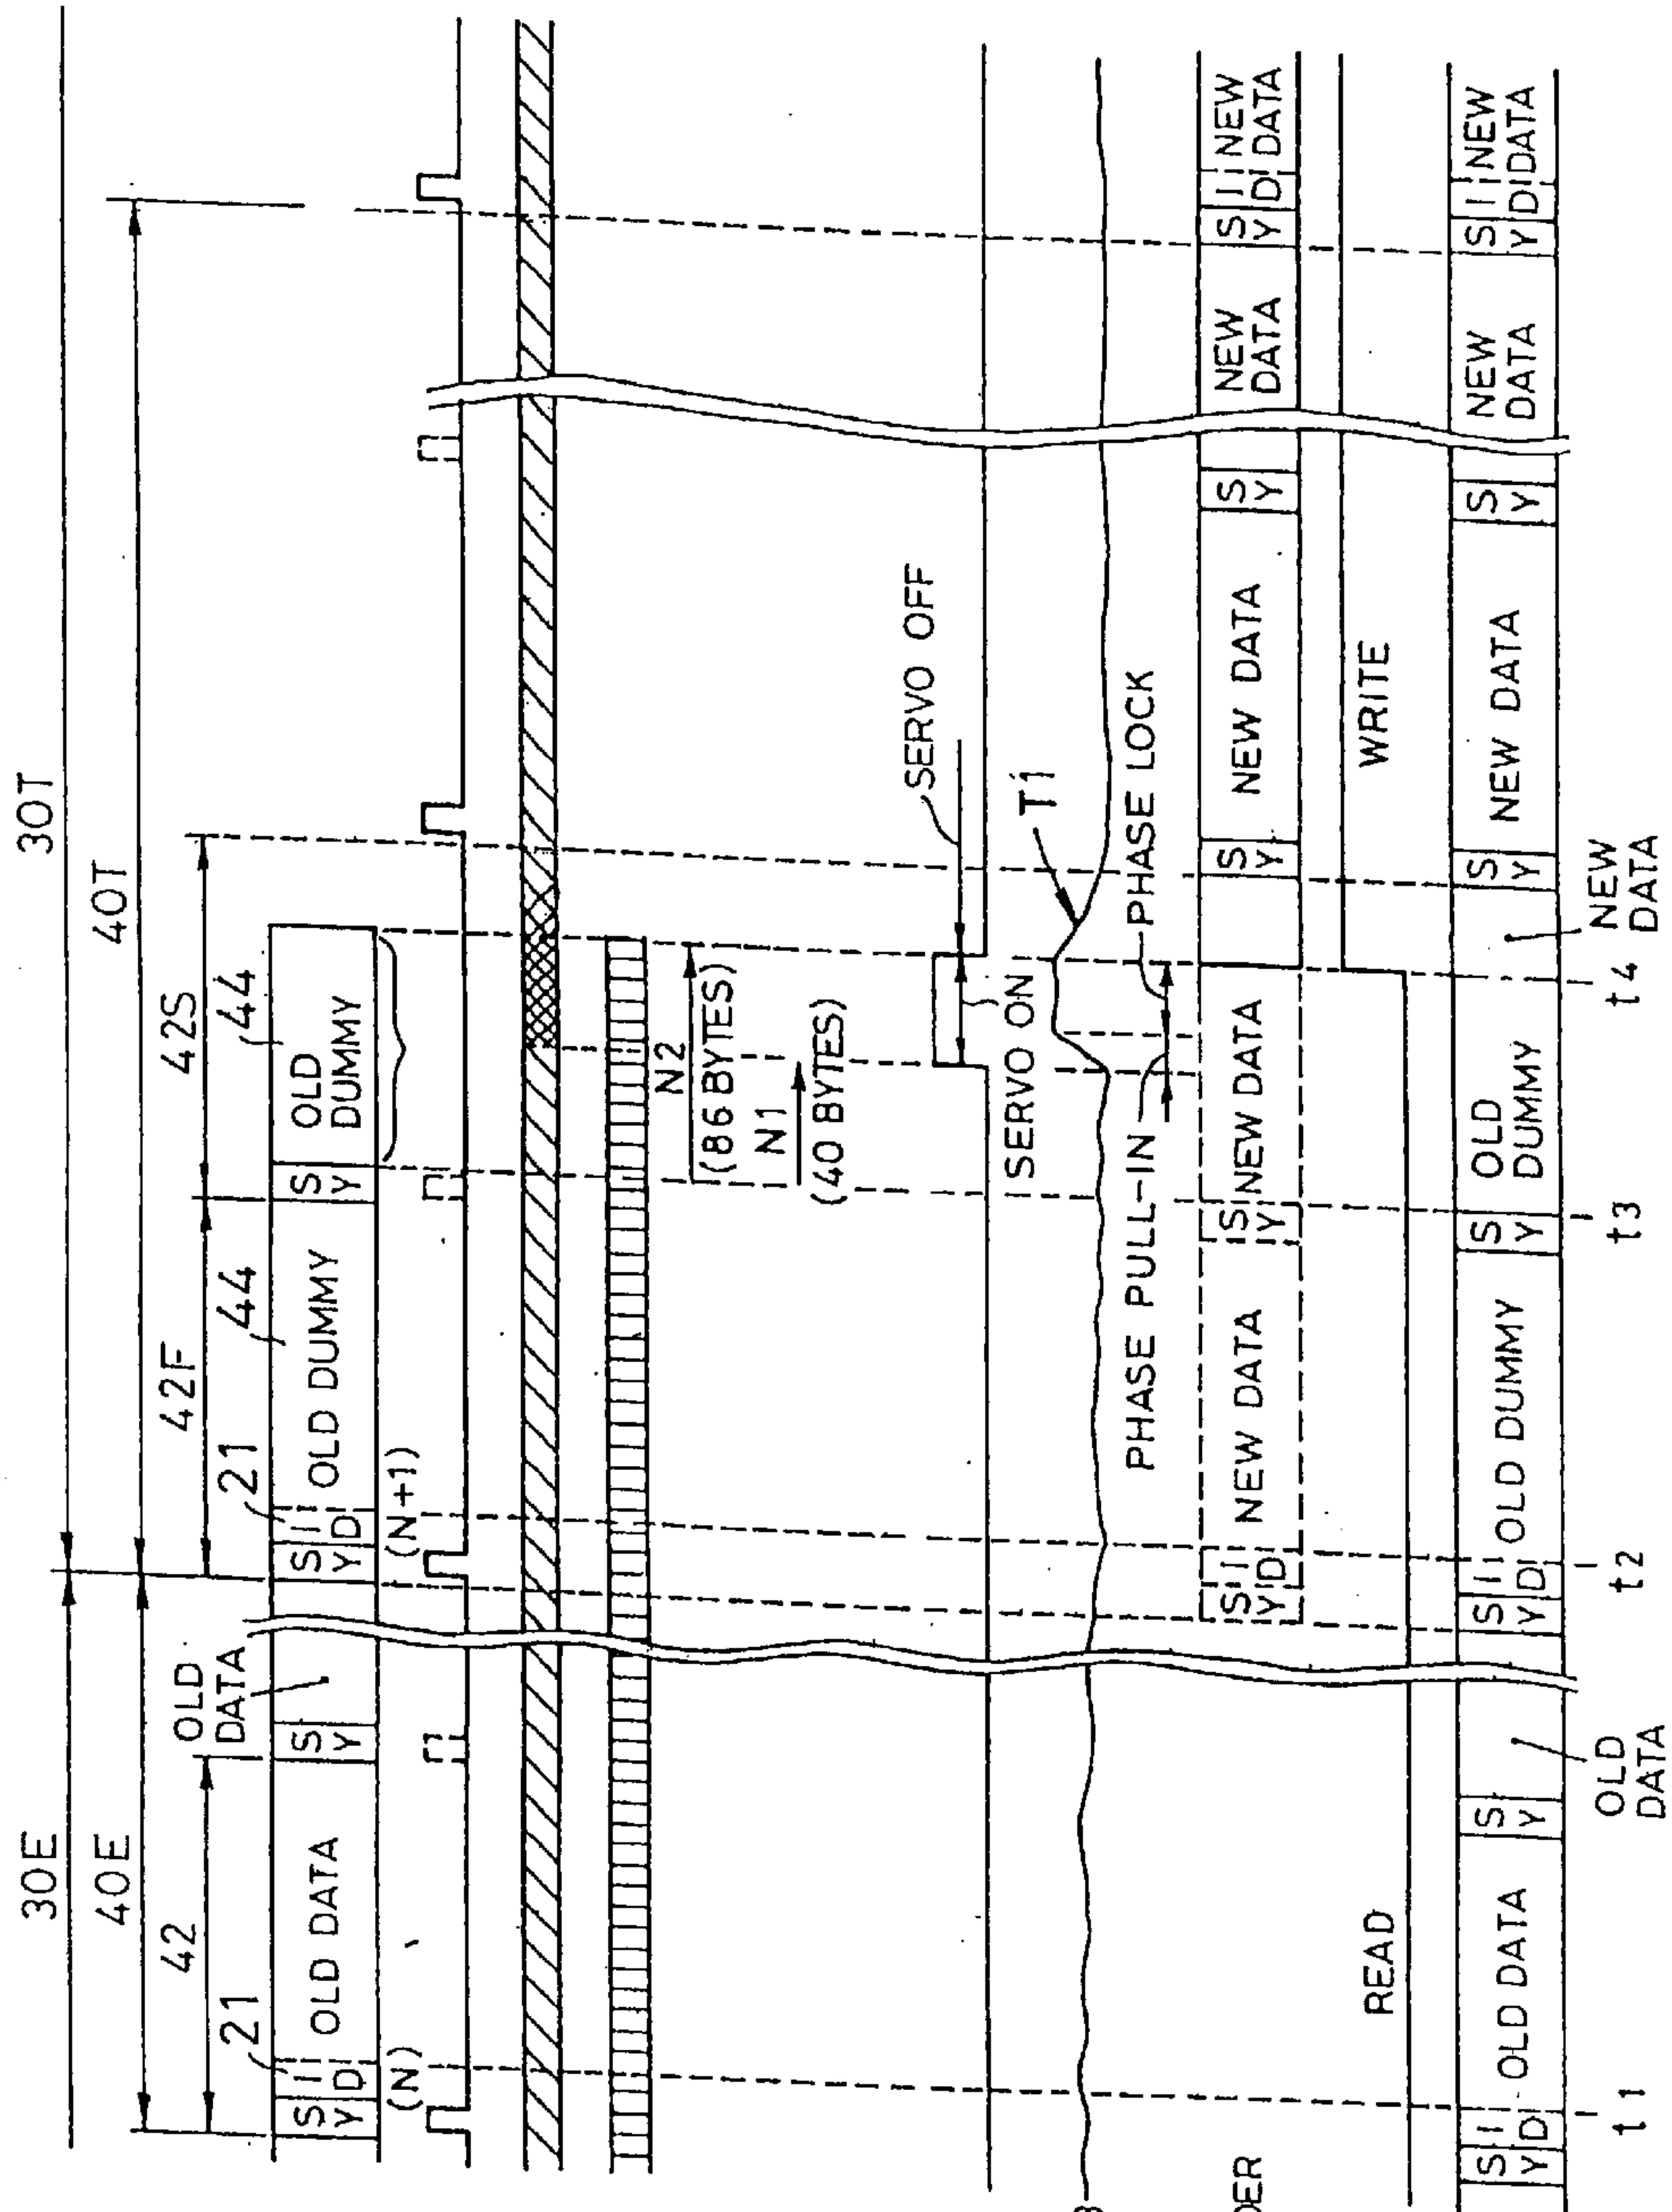 30E
30T
40E
40T
42
42F
42S
21
OLD
DATA
21
44
44
SY
ID
OLD DATA
SY
SY
ID
OLD DUMMY
SY
OLD
DUMMY
(N)
(N+1)
N2
(86 BYTES)
N1
(40 BYTES)
SERVO ON
SERVO OFF
T1
PHASE PULL-IN
PHASE LOCK
SY
ID
NEW DATA
SY
NEW DATA
SY
NEW DATA
SY
NEW
DATA
SY
ID
NEW
DATA
READ
WRITE
SY
ID
OLD DATA
SY
SY
ID
OLD DUMMY
SY
OLD
DUMMY
SY
NEW DATA
SY
NEW
DATA
SY
ID
NEW
DATA
t1
OLD
DATA
t2
t3
t4
NEW
DATA